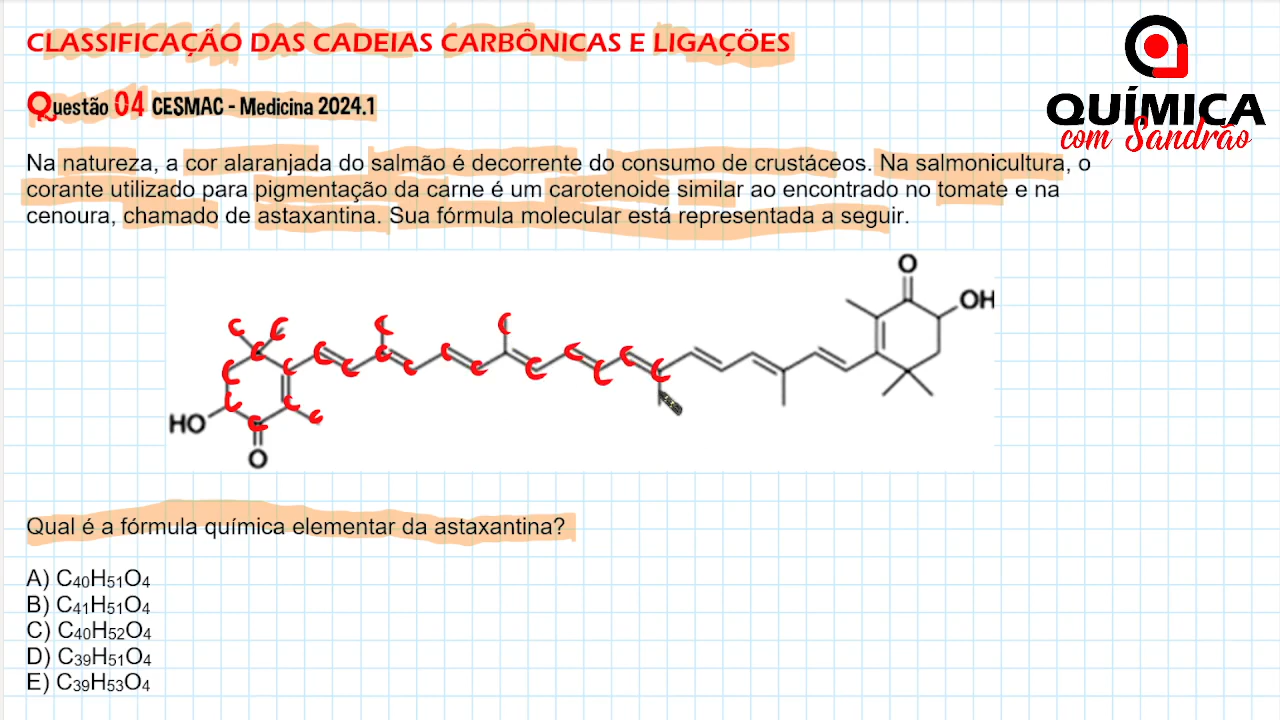 CLASSIFICAÇÃO DAS CADEIAS CARBÔNICAS E LIGAÇÕES
QUÍMICA
com Sandrão
Questão 04 CESMAC - Medicina 2024.1
Na natureza, a cor alaranjada do salmão é decorrente do consumo de crustáceos. Na salmonicultura, o
corante utilizado para pigmentação da carne é um carotenoide similar ao encontrado no tomate e na
cenoura, chamado de astaxantina. Sua fórmula molecular está representada a seguir.
O
OH
C C C C
C C C C C C C C
C C C C C C C
C C
HO C C
O
Qual é a fórmula química elementar da astaxantina?
A) C₄₀H₅₁O₄
B) C₄₁H₅₁O₄
C) C₄₀H₅₂O₄
D) C₃₉H₅₁O₄
E) C₃₉H₅₃O₄